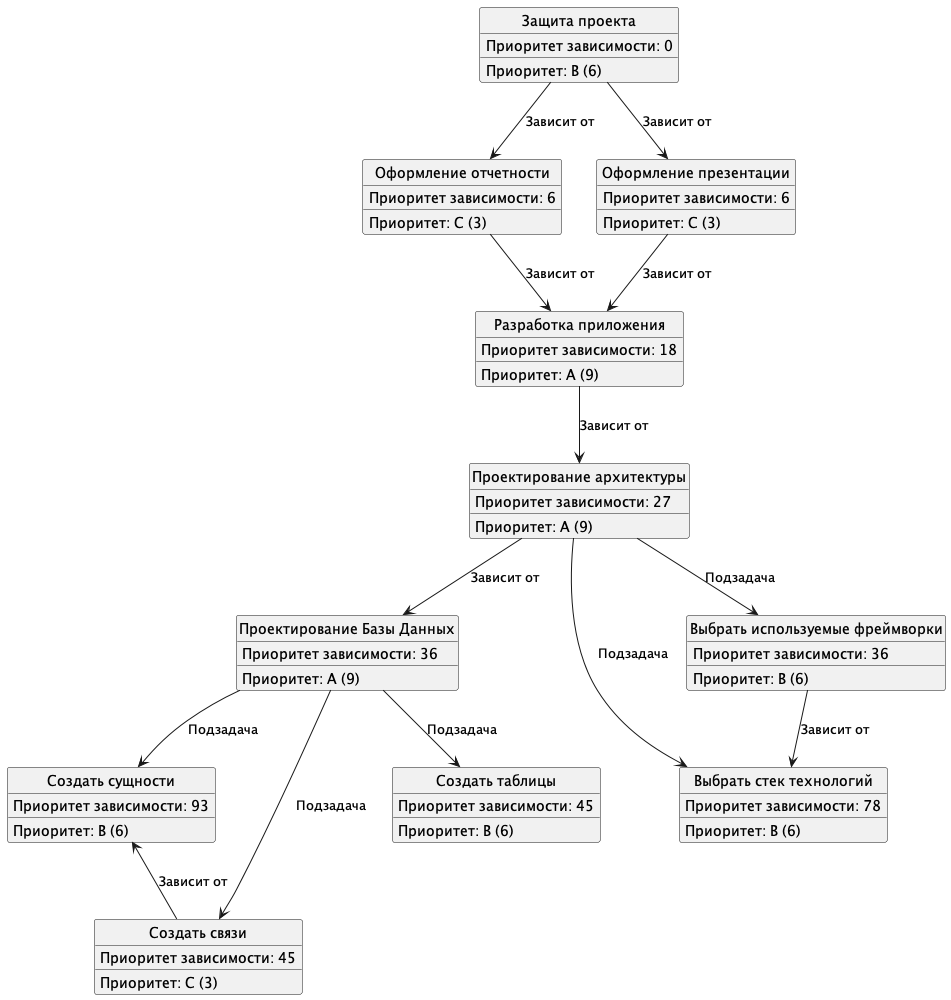 Защита проекта
Приоритет зависимости: 0
Приоритет: B (6)
Зависит от
Зависит от
Оформление отчетности
Приоритет зависимости: 6
Приоритет: C (3)
Оформление презентации
Приоритет зависимости: 6
Приоритет: C (3)
Зависит от
Зависит от
Разработка приложения
Приоритет зависимости: 18
Приоритет: A (9)
Зависит от
Проектирование архитектуры
Приоритет зависимости: 27
Приоритет: A (9)
Зависит от
Подзадача
Подзадача
Проектирование Базы Данных
Приоритет зависимости: 36
Приоритет: A (9)
Выбрать используемые фреймворки
Приоритет зависимости: 36
Приоритет: B (6)
Подзадача
Подзадача
Подзадача
Зависит от
Создать сущности
Приоритет зависимости: 93
Приоритет: B (6)
Создать таблицы
Приоритет зависимости: 45
Приоритет: B (6)
Выбрать стек технологий
Приоритет зависимости: 78
Приоритет: B (6)
Зависит от
Создать связи
Приоритет зависимости: 45
Приоритет: C (3)